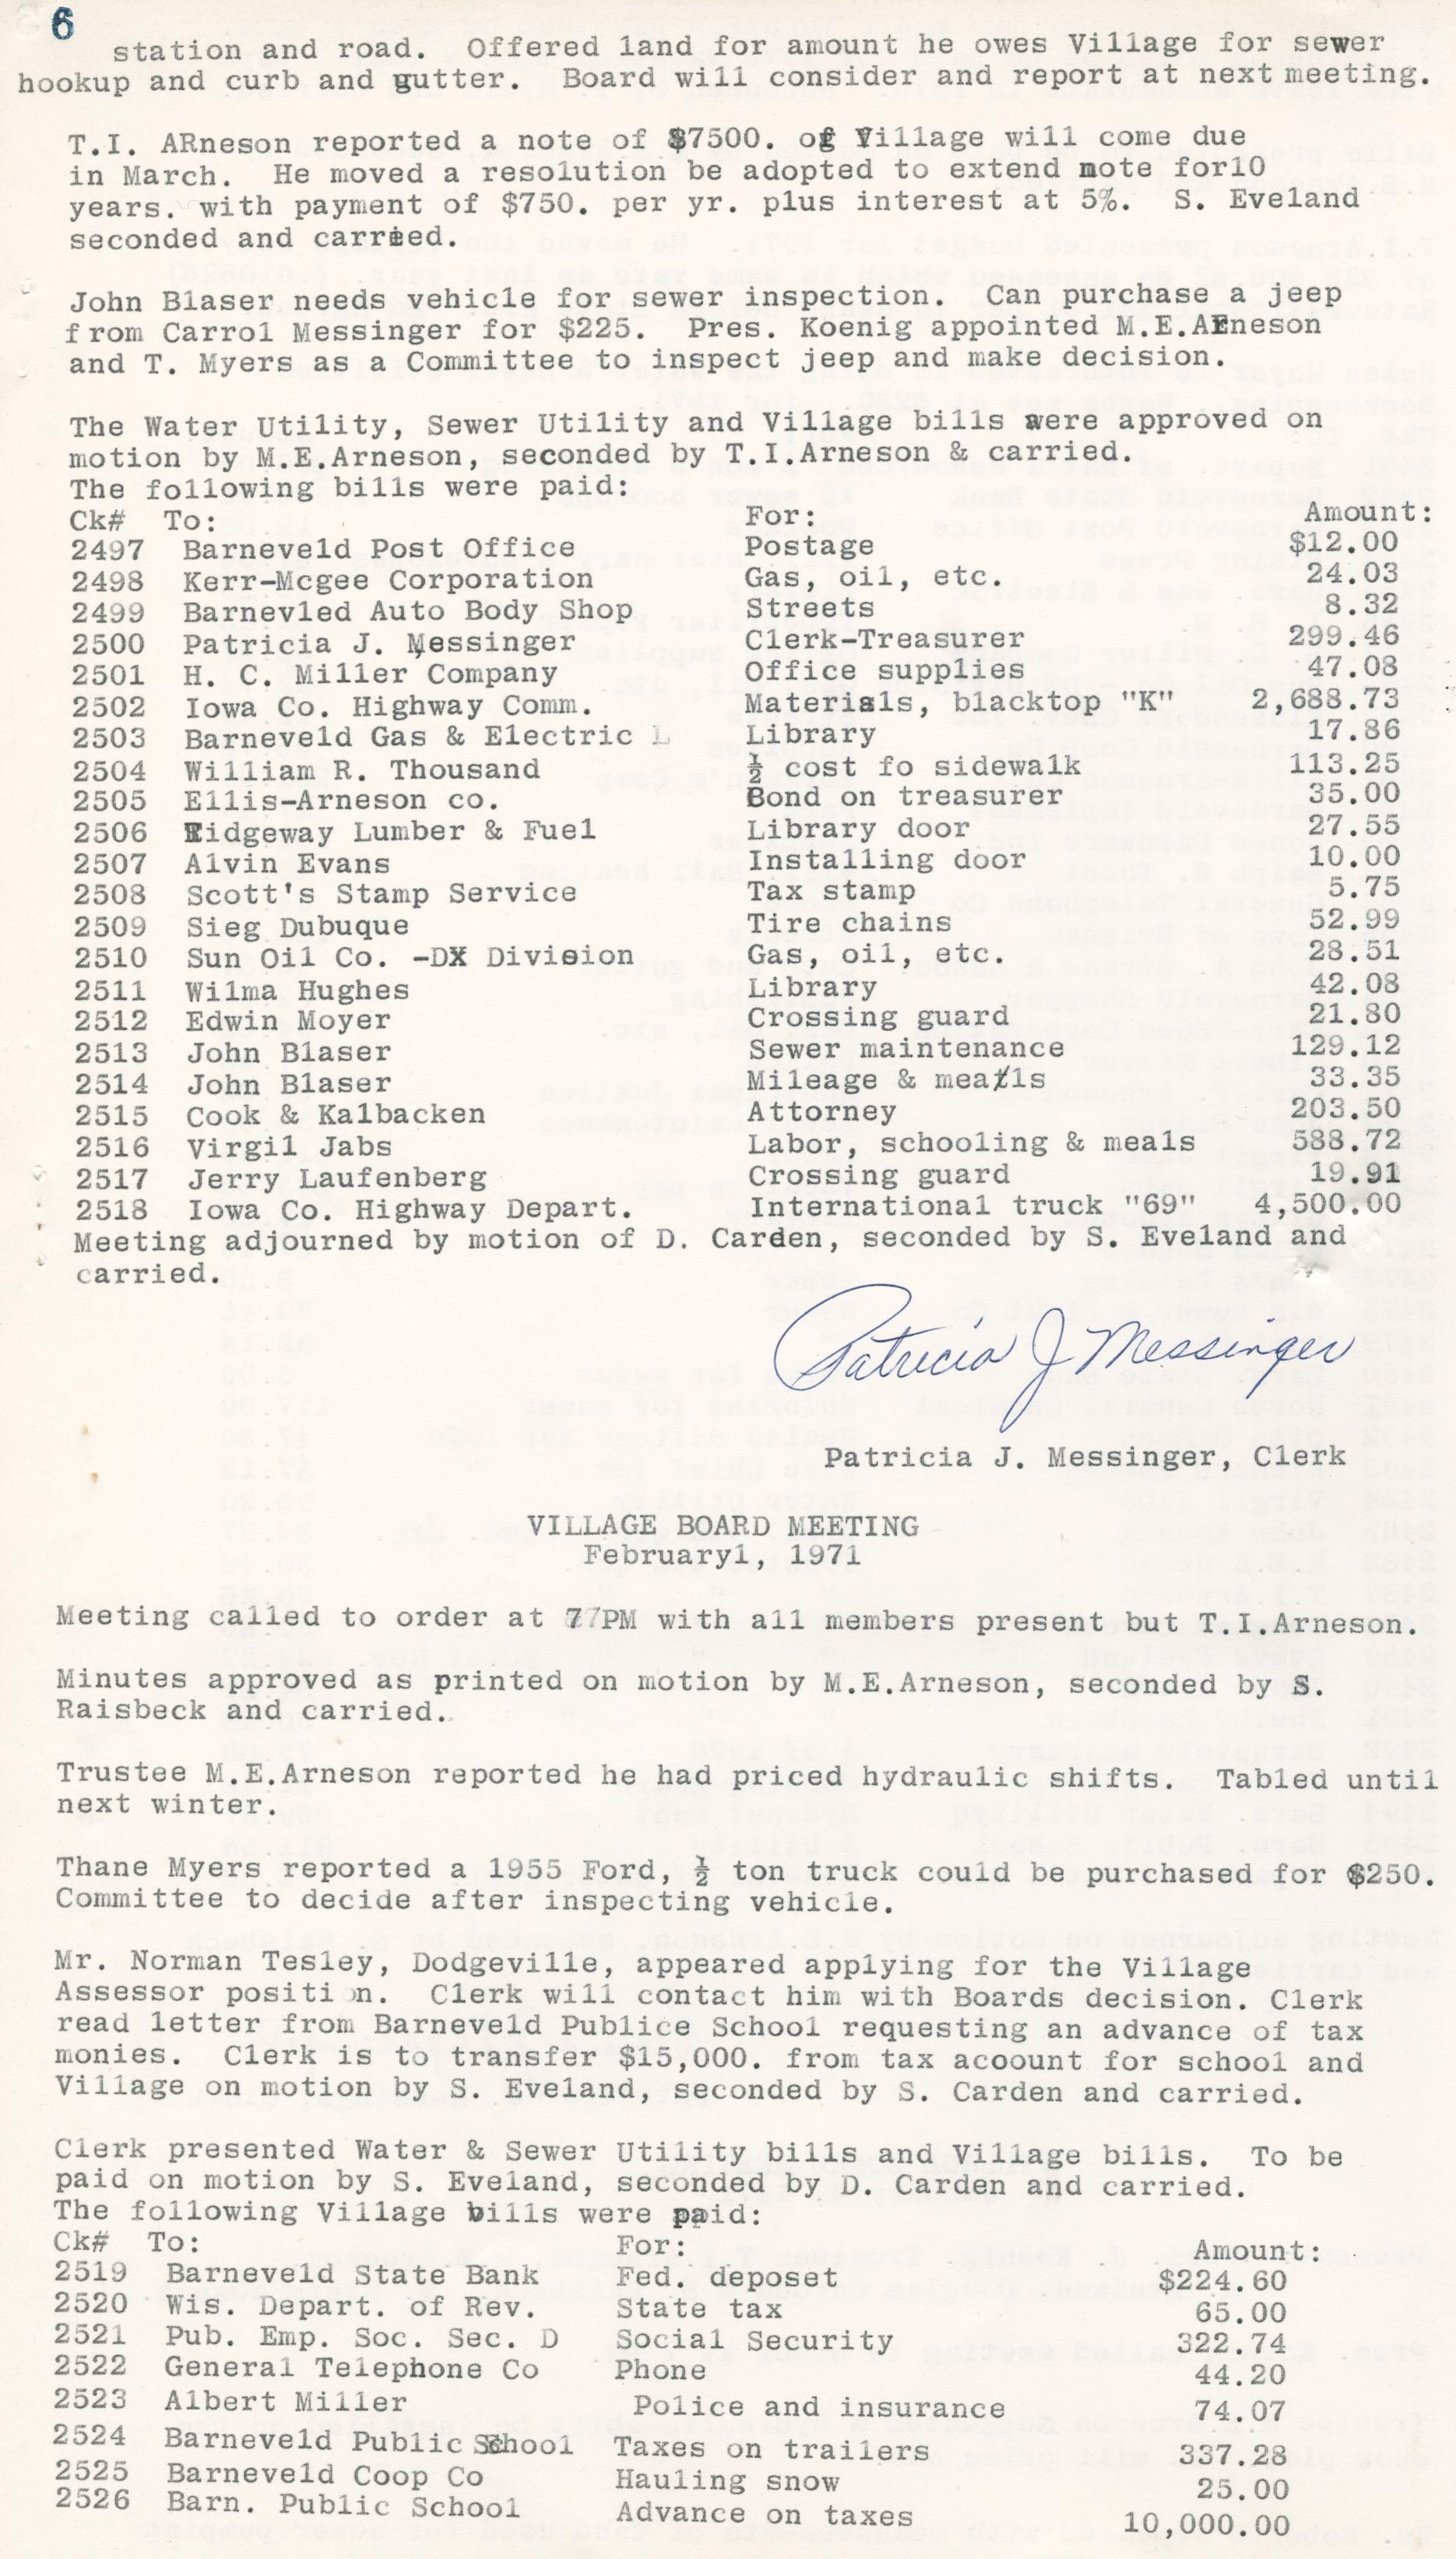 6
station and road. Offered land for amount he owes Village for sewer
hookup and curb and gutter. Board will consider and report at next meeting.
T.I. ARneson reported a note of $7500. of Village will come due
in March. He moved a resolution be adopted to extend note for10
years. with payment of $750. per yr. plus interest at 5%. S. Eveland
seconded and carried.
John Blaser needs vehicle for sewer inspection. Can purchase a jeep
from Carrol Messinger for $225. Pres. Koenig appointed M.E.Arneson
and T. Myers as a Committee to inspect jeep and make decision.
The Water Utility, Sewer Utility and Village bills were approved on
motion by M.E.Arneson, seconded by T.I.Arneson & carried.
The following bills were paid:
Ck# To: For: Amount:
2497 Barneveld Post Office Postage $12.00
2498 Kerr-Mcgee Corporation Gas, oil, etc. 24.03
2499 Barnevled Auto Body Shop Streets 8.32
2500 Patricia J. Messinger Clerk-Treasurer 299.46
2501 H. C. Miller Company Office supplies 47.08
2502 Iowa Co. Highway Comm. Materials, blacktop "K" 2,688.73
2503 Barneveld Gas & Electric L Library 17.86
2504 William R. Thousand ½ cost fo sidewalk 113.25
2505 Ellis-Arneson co. Bond on treasurer 35.00
2506 Ridgeway Lumber & Fuel Library door 27.55
2507 Alvin Evans Installing door 10.00
2508 Scott's Stamp Service Tax stamp 5.75
2509 Sieg Dubuque Tire chains 52.99
2510 Sun Oil Co. -DX Division Gas, oil, etc. 28.51
2511 Wilma Hughes Library 42.08
2512 Edwin Moyer Crossing guard 21.80
2513 John Blaser Sewer maintenance 129.12
2514 John Blaser Mileage & meals 33.35
2515 Cook & Kalbacken Attorney 203.50
2516 Virgil Jabs Labor, schooling & meals 588.72
2517 Jerry Laufenberg Crossing guard 19.91
2518 Iowa Co. Highway Depart. International truck "69" 4,500.00
Meeting adjourned by motion of D. Carden, seconded by S. Eveland and
carried.
Patricia J Messinger
Patricia J. Messinger, Clerk
VILLAGE BOARD MEETING
February1, 1971
Meeting called to order at 7 PM with all members present but T.I.Arneson.
Minutes approved as printed on motion by M.E.Arneson, seconded by S.
Raisbeck and carried.
Trustee M.E.Arneson reported he had priced hydraulic shifts. Tabled until
next winter.
Thane Myers reported a 1955 Ford, ½ ton truck could be purchased for $250.
Committee to decide after inspecting vehicle.
Mr. Norman Tesley, Dodgeville, appeared applying for the Village
Assessor position. Clerk will contact him with Boards decision. Clerk
read letter from Barneveld Publice School requesting an advance of tax
monies. Clerk is to transfer $15,000. from tax acoount for school and
Village on motion by S. Eveland, seconded by S. Carden and carried.
Clerk presented Water & Sewer Utility bills and Village bills. To be
paid on motion by S. Eveland, seconded by D. Carden and carried.
The following Village bills were paid:
Ck# To: For: Amount:
2519 Barneveld State Bank Fed. deposet $224.60
2520 Wis. Depart. of Rev. State tax 65.00
2521 Pub. Emp. Soc. Sec. D Social Security 322.74
2522 General Telephone Co Phone 44.20
2523 Albert Miller Police and insurance 74.07
2524 Barneveld Public School Taxes on trailers 337.28
2525 Barneveld Coop Co Hauling snow 25.00
2526 Barn. Public School Advance on taxes 10,000.00